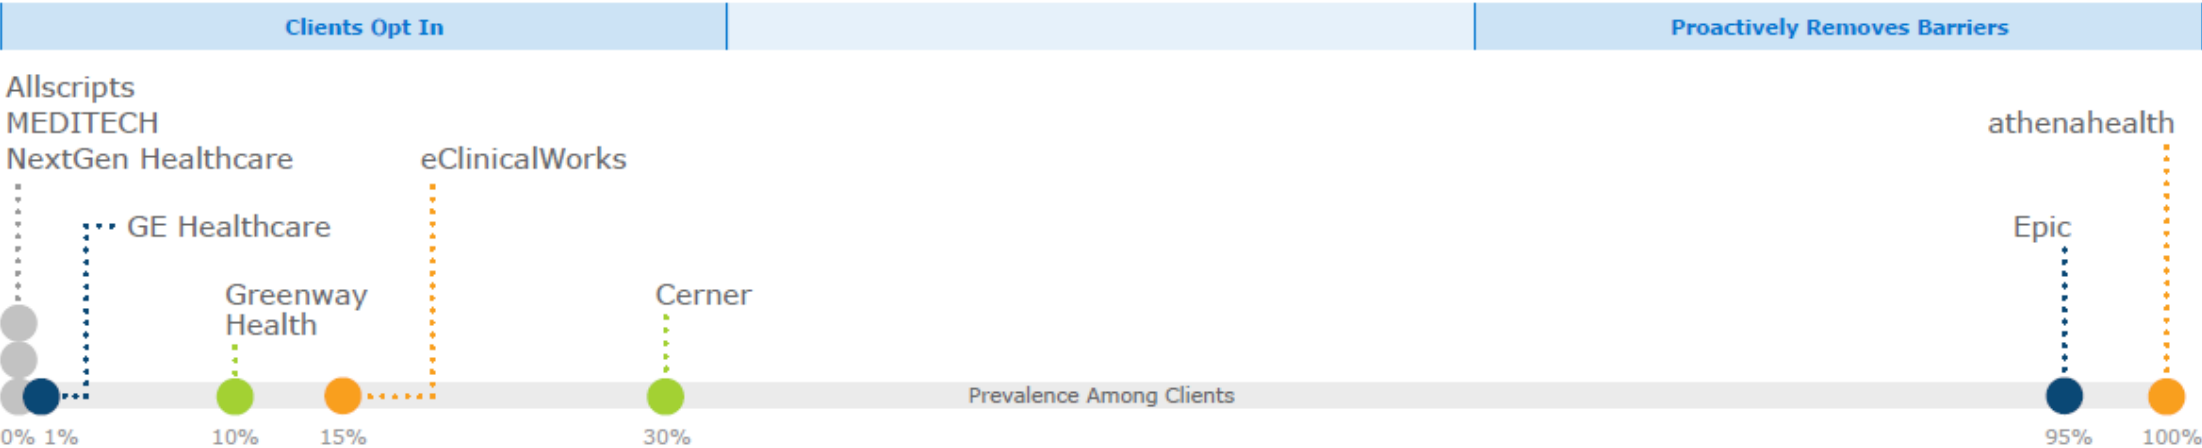 Clients Opt In
Proactively Removes Barriers
Allscripts
MEDITECH
NextGen Healthcare
eClinicalWorks
athenahealth
GE Healthcare
Epic
Greenway
Health
Cerner
Prevalence Among Clients
0% 1% 10% 15% 30% 95% 100%